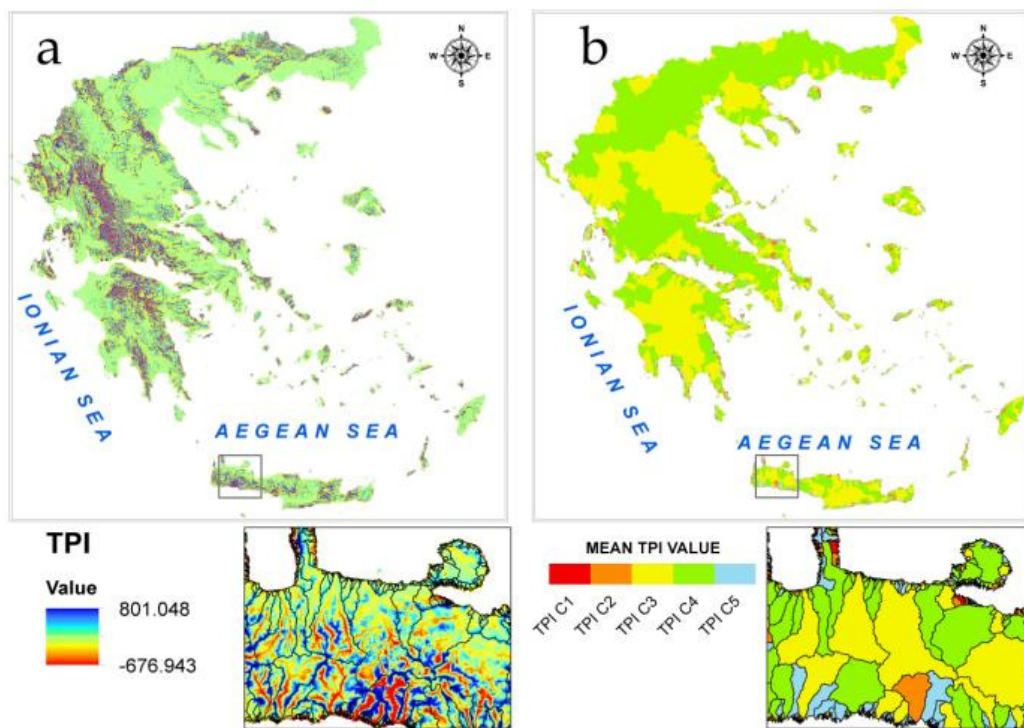 a
N
W E
S
IONIAN SEA
AEGEAN SEA
b
N
W E
S
IONIAN SEA
AEGEAN SEA
TPI
Value
801.048
-676.943
MEAN TPI VALUE
TPI C1
TPI C2
TPI C3
TPI C4
TPI C5